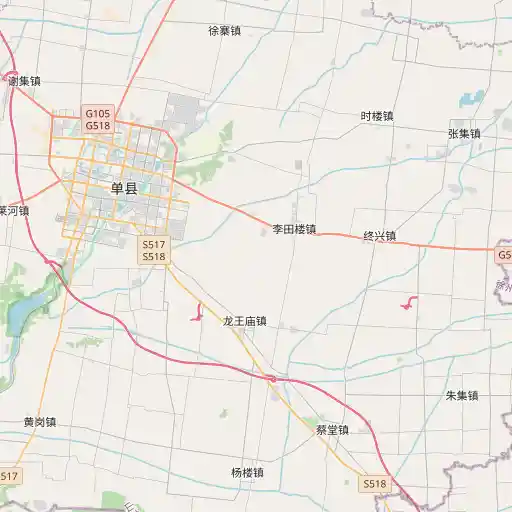 徐寨镇
谢集镇
G105
G518
时楼镇
张集镇
单县
莱河镇
李田楼镇
终兴镇
S517
S518
G5
龙王庙镇
朱集镇
黄岗镇
蔡堂镇
杨楼镇
517
S518